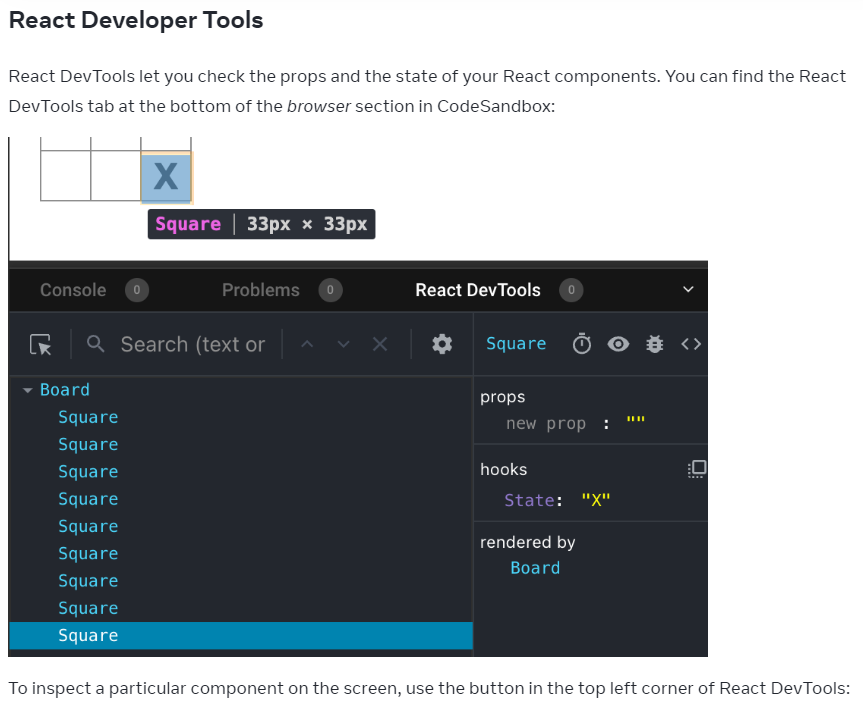 React Developer Tools
React DevTools let you check the props and the state of your React components. You can find the React
DevTools tab at the bottom of the browser section in CodeSandbox:
X
Square | 33px × 33px
Console 0 Problems 0 React DevTools 0
Search (text or
Square
Board
Square
Square
Square
Square
Square
Square
Square
Square
Square
props
new prop : ""
hooks
State: "X"
rendered by
Board
To inspect a particular component on the screen, use the button in the top left corner of React DevTools: